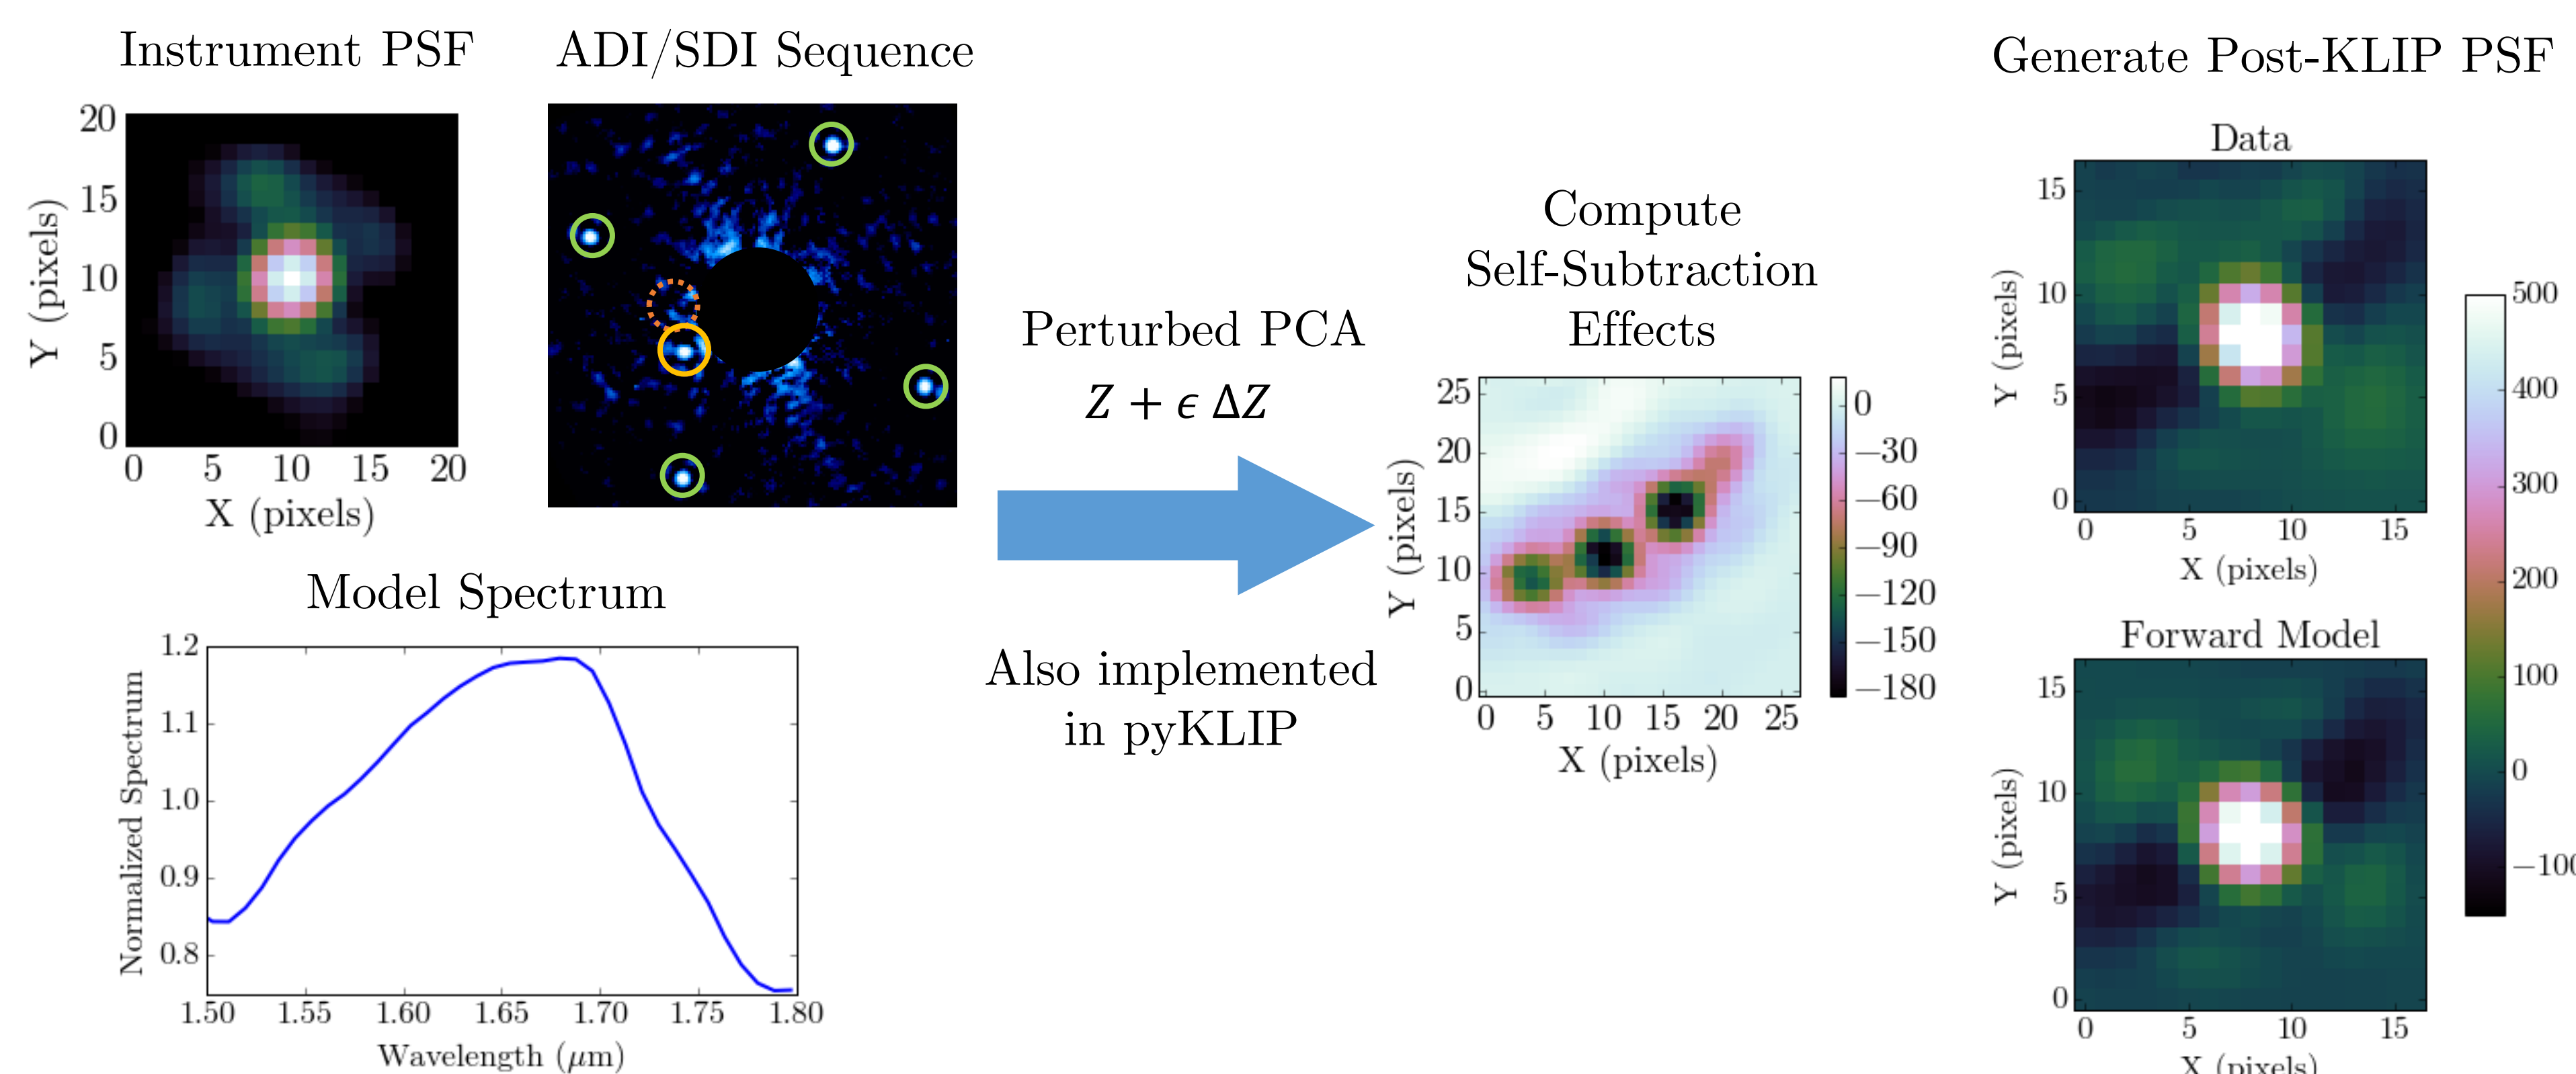 Instrument PSF
20
15
10
5
0
Y (pixels)
0 5 10 15 20
X (pixels)
ADI/SDI Sequence
Model Spectrum
1.2
1.1
1.0
0.9
0.8
Normalized Spectrum
1.50 1.55 1.60 1.65 1.70 1.75 1.80
Wavelength (μm)
Perturbed PCA
Z + ϵ ΔZ
Also implemented
in pyKLIP
Compute
Self-Subtraction
Effects
25
20
15
10
5
0
Y (pixels)
0 5 10 15 20 25
X (pixels)
0
−30
−60
−90
−120
−150
−180
Generate Post-KLIP PSF
Data
15
10
5
0
Y (pixels)
0 5 10 15
X (pixels)
Forward Model
15
10
5
0
Y (pixels)
0 5 10 15
X (pixels)
500
400
300
200
100
0
−100